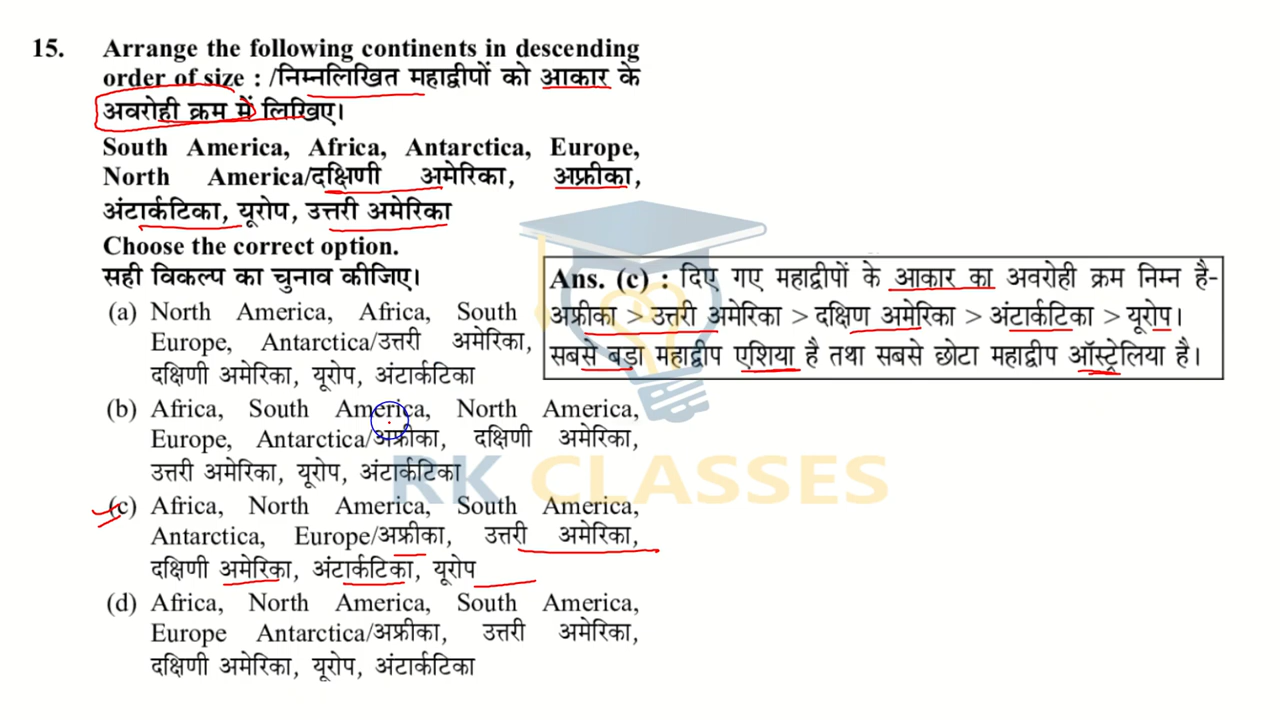 15. Arrange the following continents in descending
order of size : /निम्नलिखित महाद्वीपों को आकार के
अवरोही क्रम में लिखिए।
South America, Africa, Antarctica, Europe,
North America/दक्षिणी अमेरिका, अफ्रीका,
अंटार्कटिका, यूरोप, उत्तरी अमेरिका
Choose the correct option.
सही विकल्प का चुनाव कीजिए।
(a) North America, Africa, South
Europe, Antarctica/उत्तरी अमेरिका,
दक्षिणी अमेरिका, यूरोप, अंटार्कटिका
(b) Africa, South America, North America,
Europe, Antarctica/अफ्रीका, दक्षिणी अमेरिका,
उत्तरी अमेरिका, यूरोप, अंटार्कटिका
(c) Africa, North America, South America,
Antarctica, Europe/अफ्रीका, उत्तरी अमेरिका,
दक्षिणी अमेरिका, अंटार्कटिका, यूरोप
(d) Africa, North America, South America,
Europe Antarctica/अफ्रीका, उत्तरी अमेरिका,
दक्षिणी अमेरिका, यूरोप, अंटार्कटिका
Ans. (c) : दिए गए महाद्वीपों के आकार का अवरोही क्रम निम्न है-
अफ्रीका > उत्तरी अमेरिका > दक्षिण अमेरिका > अंटार्कटिका > यूरोप।
सबसे बड़ा महाद्वीप एशिया है तथा सबसे छोटा महाद्वीप ऑस्ट्रेलिया है।
RK CLASSES